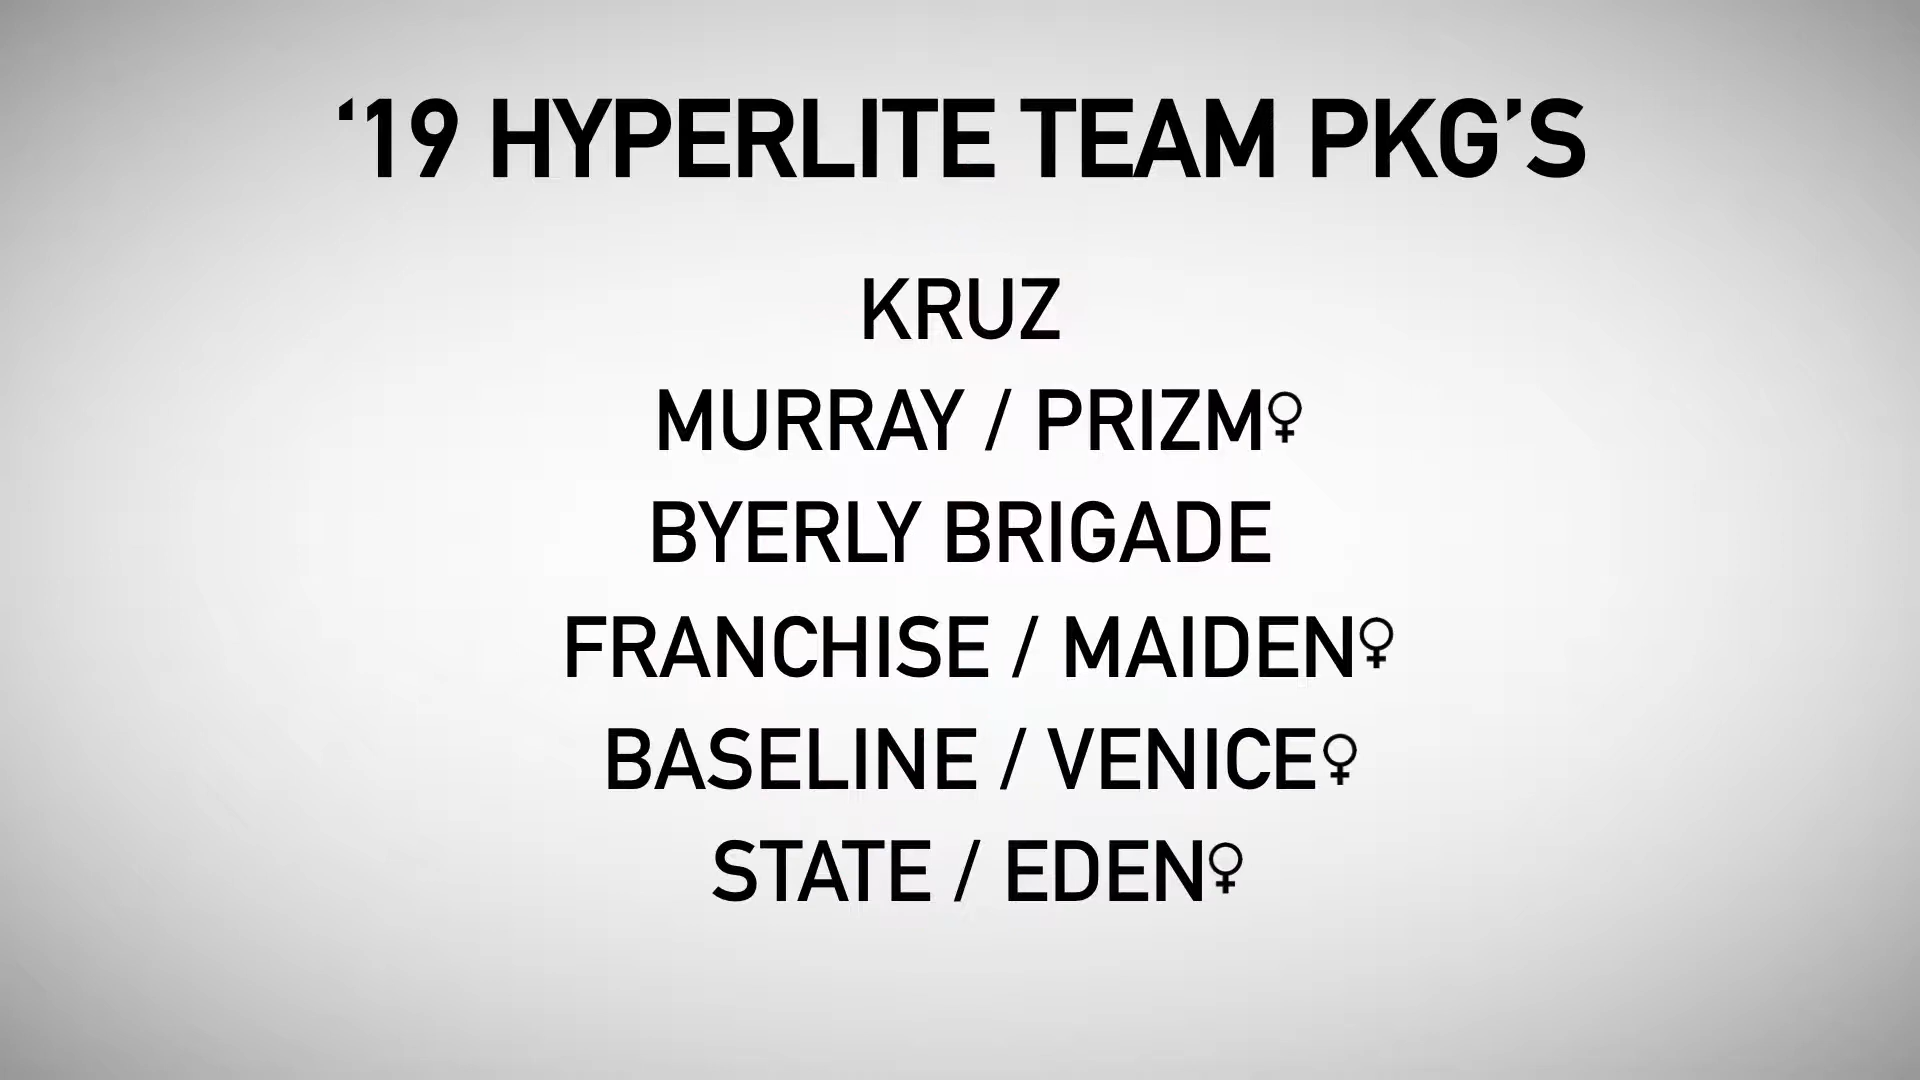 ‘19 HYPERLITE TEAM PKG’S
KRUZ
MURRAY / PRIZM♀
BYERLY BRIGADE
FRANCHISE / MAIDEN♀
BASELINE / VENICE♀
STATE / EDEN♀